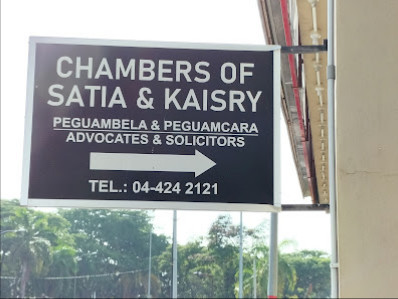 CHAMBERS OF
SATIA & KAISRY
PEGUAMBELA & PEGUAMCARA
ADVOCATES & SOLICITORS
TEL.: 04-424 2121